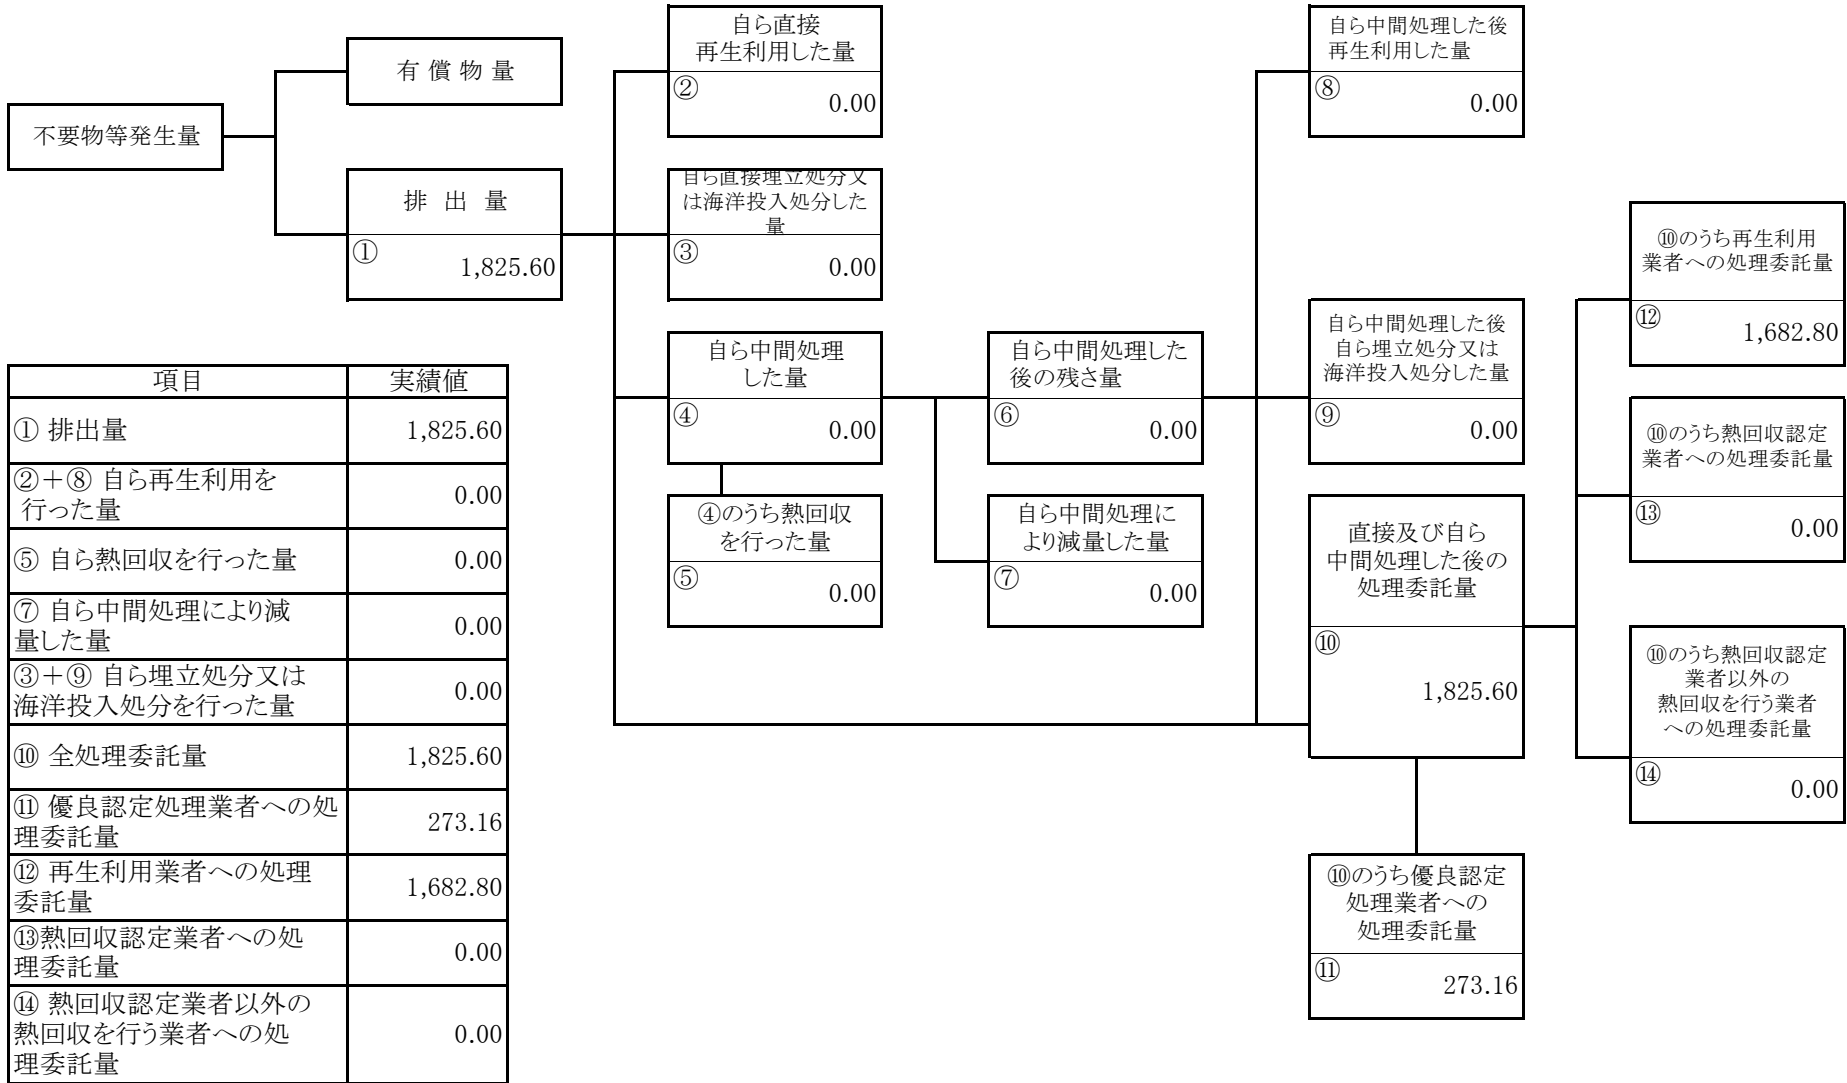 不要物等発生量
有 償 物 量
排 出 量
①
1,825.60
自ら直接
再生利用した量
②
0.00
自ら直接埋立処分又
は海洋投入処分した
量
③
0.00
自ら中間処理
した量
④
0.00
④のうち熱回収
を行った量
⑤
0.00
自ら中間処理した
後の残さ量
⑥
0.00
自ら中間処理に
より減量した量
⑦
0.00
自ら中間処理した後
再生利用した量
⑧
0.00
自ら中間処理した後
自ら埋立処分又は
海洋投入処分した量
⑨
0.00
直接及び自ら
中間処理した後の
処理委託量
⑩
1,825.60
⑩のうち優良認定
処理業者への
処理委託量
⑪
273.16
⑩のうち再生利用
業者への処理委託量
⑫
1,682.80
⑩のうち熱回収認定
業者への処理委託量
⑬
0.00
⑩のうち熱回収認定
業者以外の
熱回収を行う業者
への処理委託量
⑭
0.00
項目 実績値
① 排出量 1,825.60
②＋⑧ 自ら再生利用を
行った量
0.00
⑤ 自ら熱回収を行った量 0.00
⑦ 自ら中間処理により減
量した量
0.00
③＋⑨ 自ら埋立処分又は
海洋投入処分を行った量
0.00
⑩ 全処理委託量 1,825.60
⑪ 優良認定処理業者への処
理委託量
273.16
⑫ 再生利用業者への処理
委託量
1,682.80
⑬熱回収認定業者への処
理委託量
0.00
⑭ 熱回収認定業者以外の
熱回収を行う業者への処
理委託量
0.00